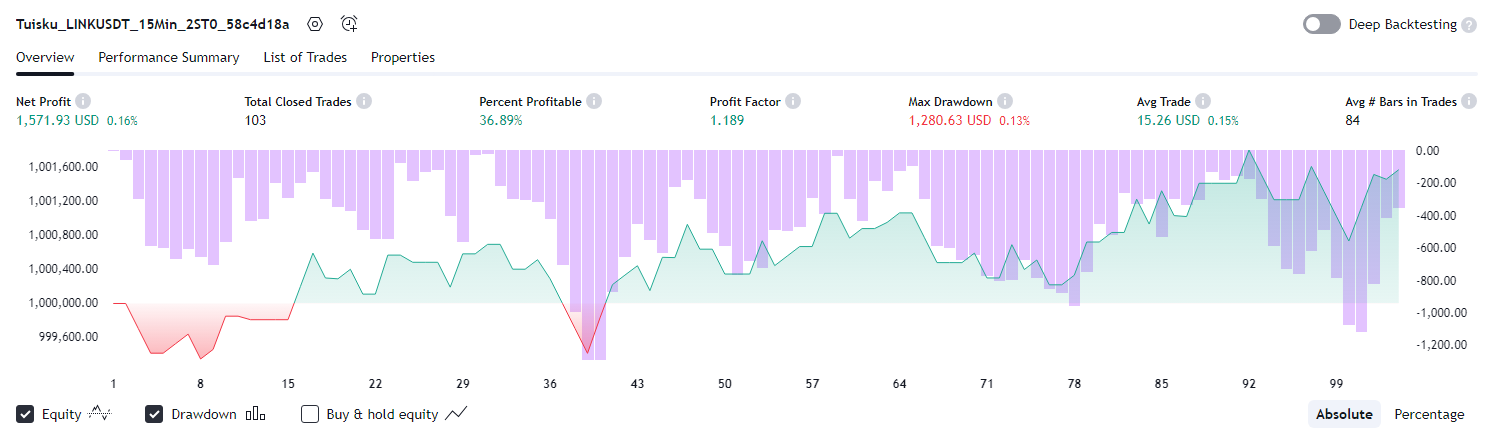 Tuisku_LINKUSDT_15Min_2ST0_58c4d18a Deep Backtesting ?
Overview Performance Summary List of Trades Properties
Net Profit i Total Closed Trades i Percent Profitable i Profit Factor i Max Drawdown i Avg Trade i Avg # Bars in Trades i
1,571.93 USD 0.16% 103 36.89% 1.189 1,280.63 USD 0.13% 15.26 USD 0.15% 84
0.00
1,001,600.00
-200.00
1,001,200.00
-400.00
1,000,800.00
-600.00
1,000,400.00
-800.00
1,000,000.00
-1,000.00
999,600.00
-1,200.00
1 8 15 22 29 36 43 50 57 64 71 78 85 92 99
Equity Drawdown Buy & hold equity Absolute Percentage